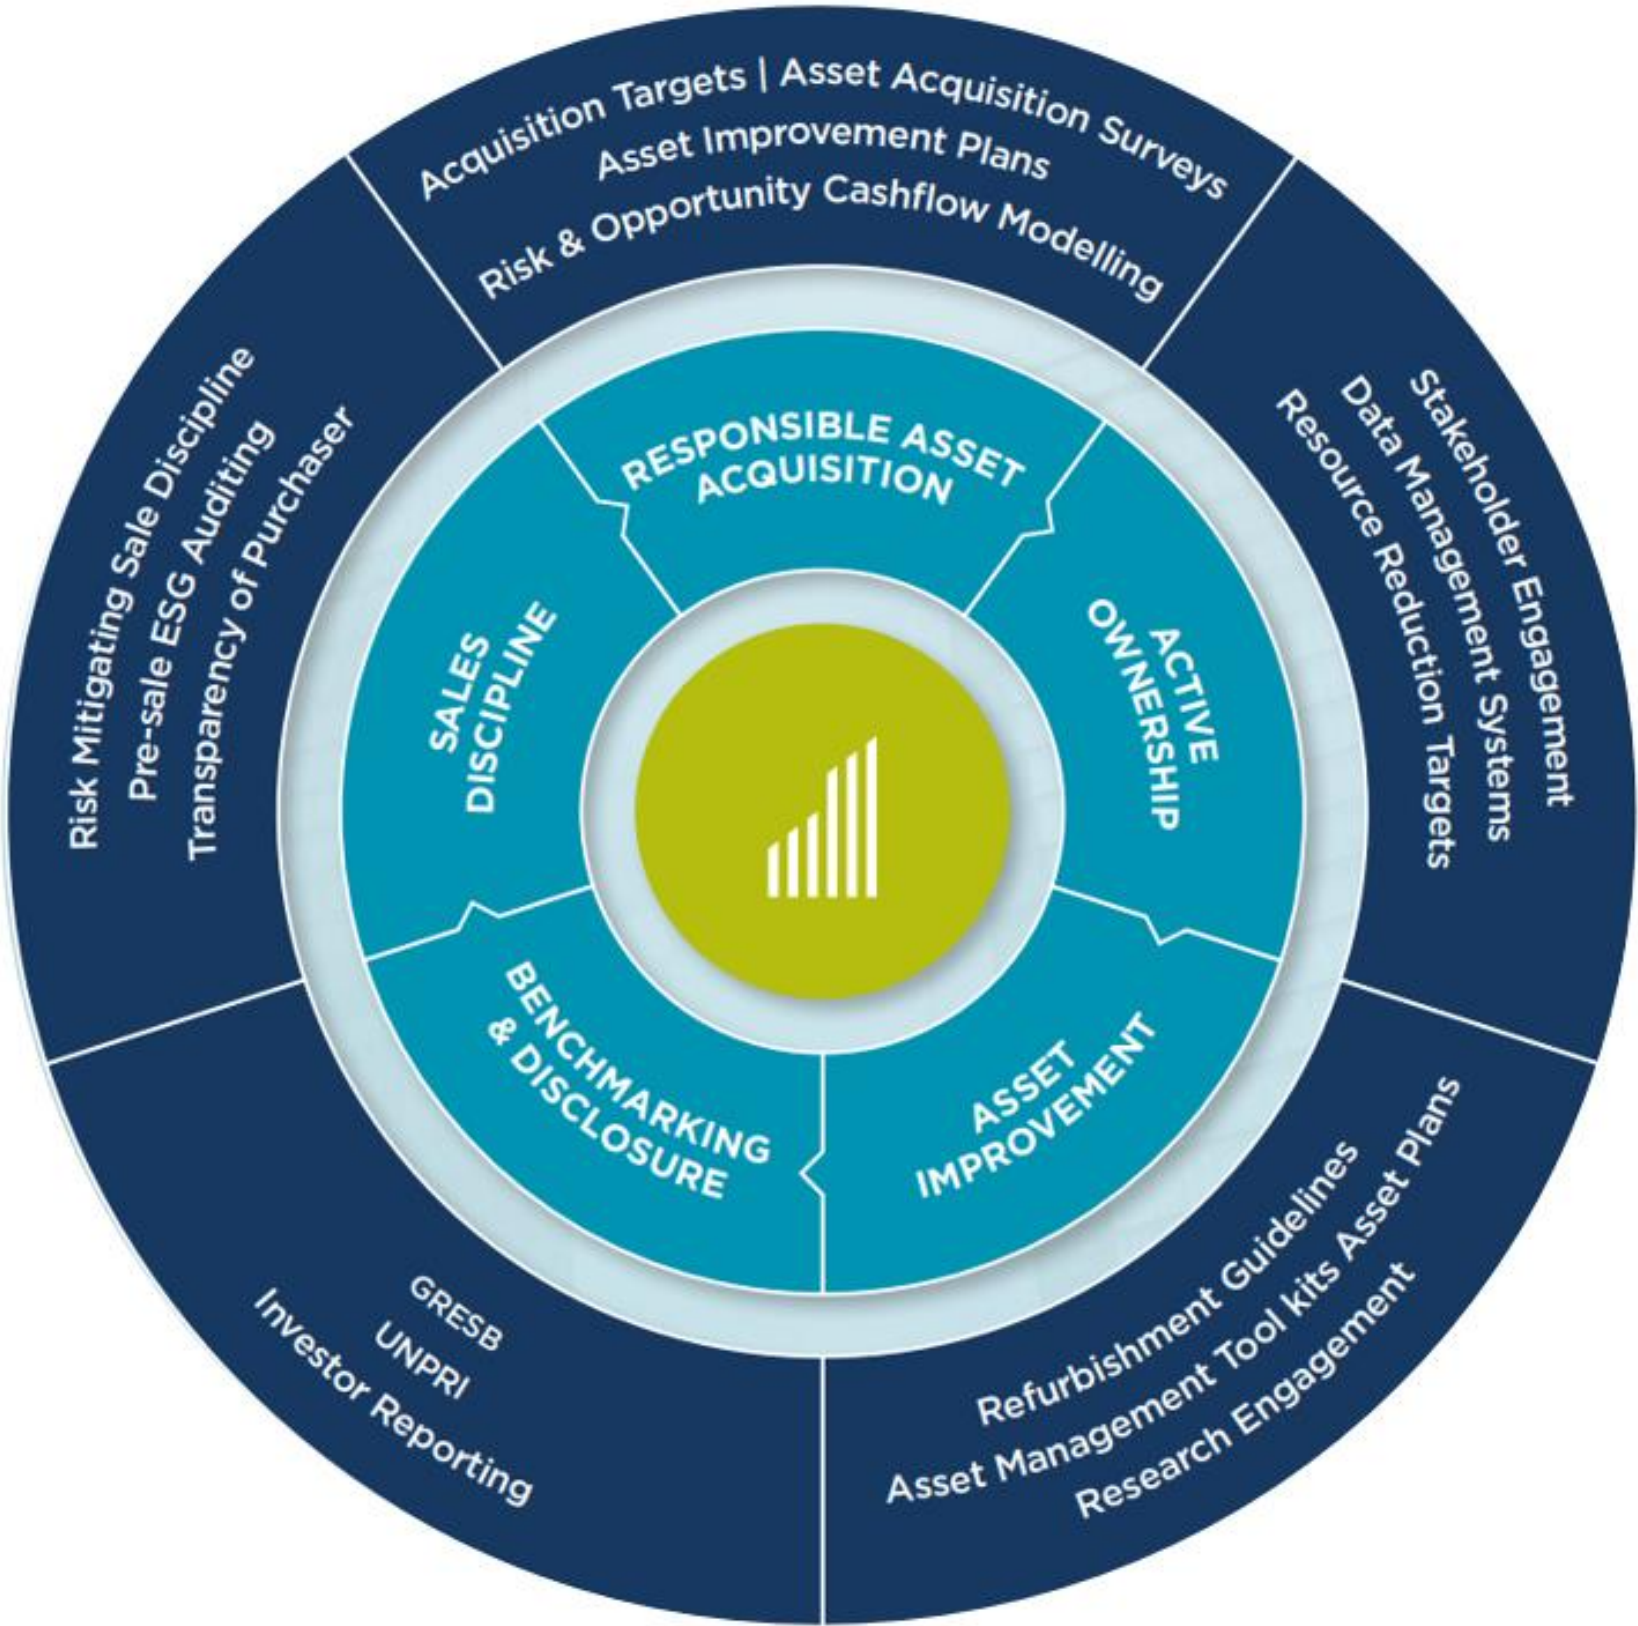 Acquisition Targets | Asset Acquisition Surveys
Asset Improvement Plans
Risk & Opportunity Cashflow Modelling
RESPONSIBLE ASSET
ACQUISITION
Stakeholder Engagement
Data Management Systems
Resource Reduction Targets
ACTIVE
OWNERSHIP
ASSET
IMPROVEMENT
Refurbishment Guidelines
Asset Management Tool kits Asset Plans
Research Engagement
BENCHMARKING
& DISCLOSURE
GRESB
UNPRI
Investor Reporting
SALES
DISCIPLINE
Risk Mitigating Sale Discipline
Pre-sale ESG Auditing
Transparency of Purchaser